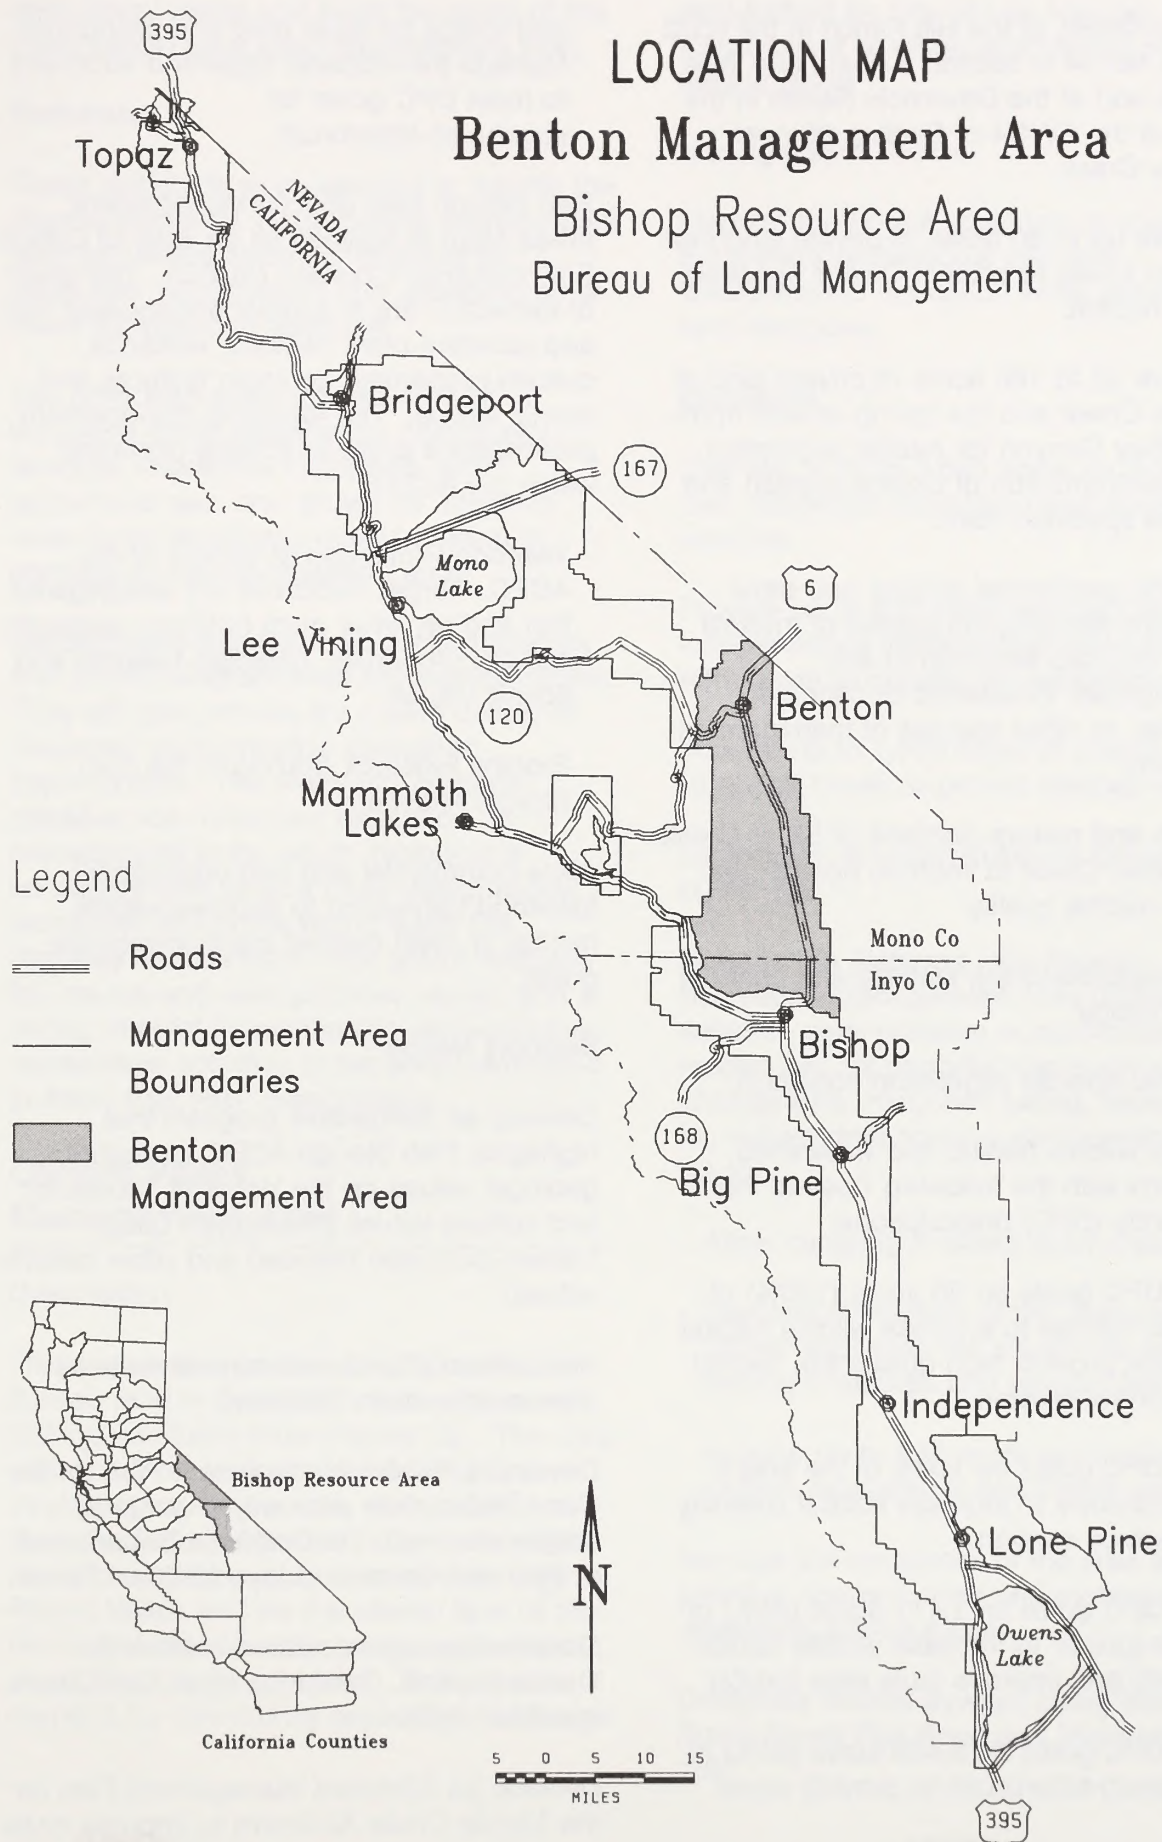 395
LOCATION MAP
Benton Management Area
Bishop Resource Area
Bureau of Land Management
Topaz
NEVADA
CALIFORNIA
Bridgeport
167
Mono
Lake
6
Lee Vining
120
Benton
Mammoth
Lakes
Legend
Roads
Management Area
Boundaries
Benton
Management Area
Mono Co
Inyo Co
Bishop
168
Big Pine
Independence
Bishop Resource Area
Lone Pine
N
Owens
Lake
California Counties
5 0 5 10 15
MILES
395